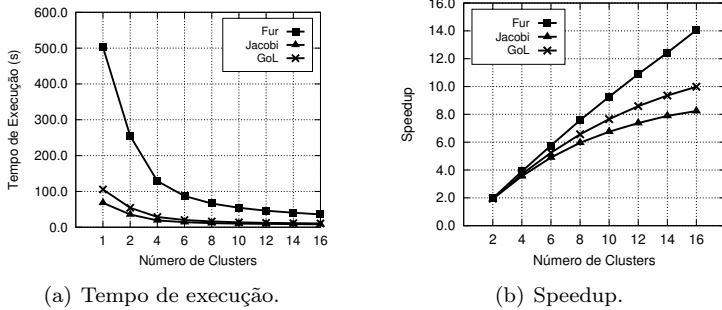 600.0
500.0
400.0
300.0
200.0
100.0
0.0
Tempo de Execução (s)
Fur
Jacobi
GoL
1 2 4 6 8 10 12 14 16
Número de Clusters
(a) Tempo de execução.
16.0
14.0
12.0
10.0
8.0
6.0
4.0
2.0
0.0
Speedup
Fur
Jacobi
GoL
2 4 6 8 10 12 14 16
Número de Clusters
(b) Speedup.